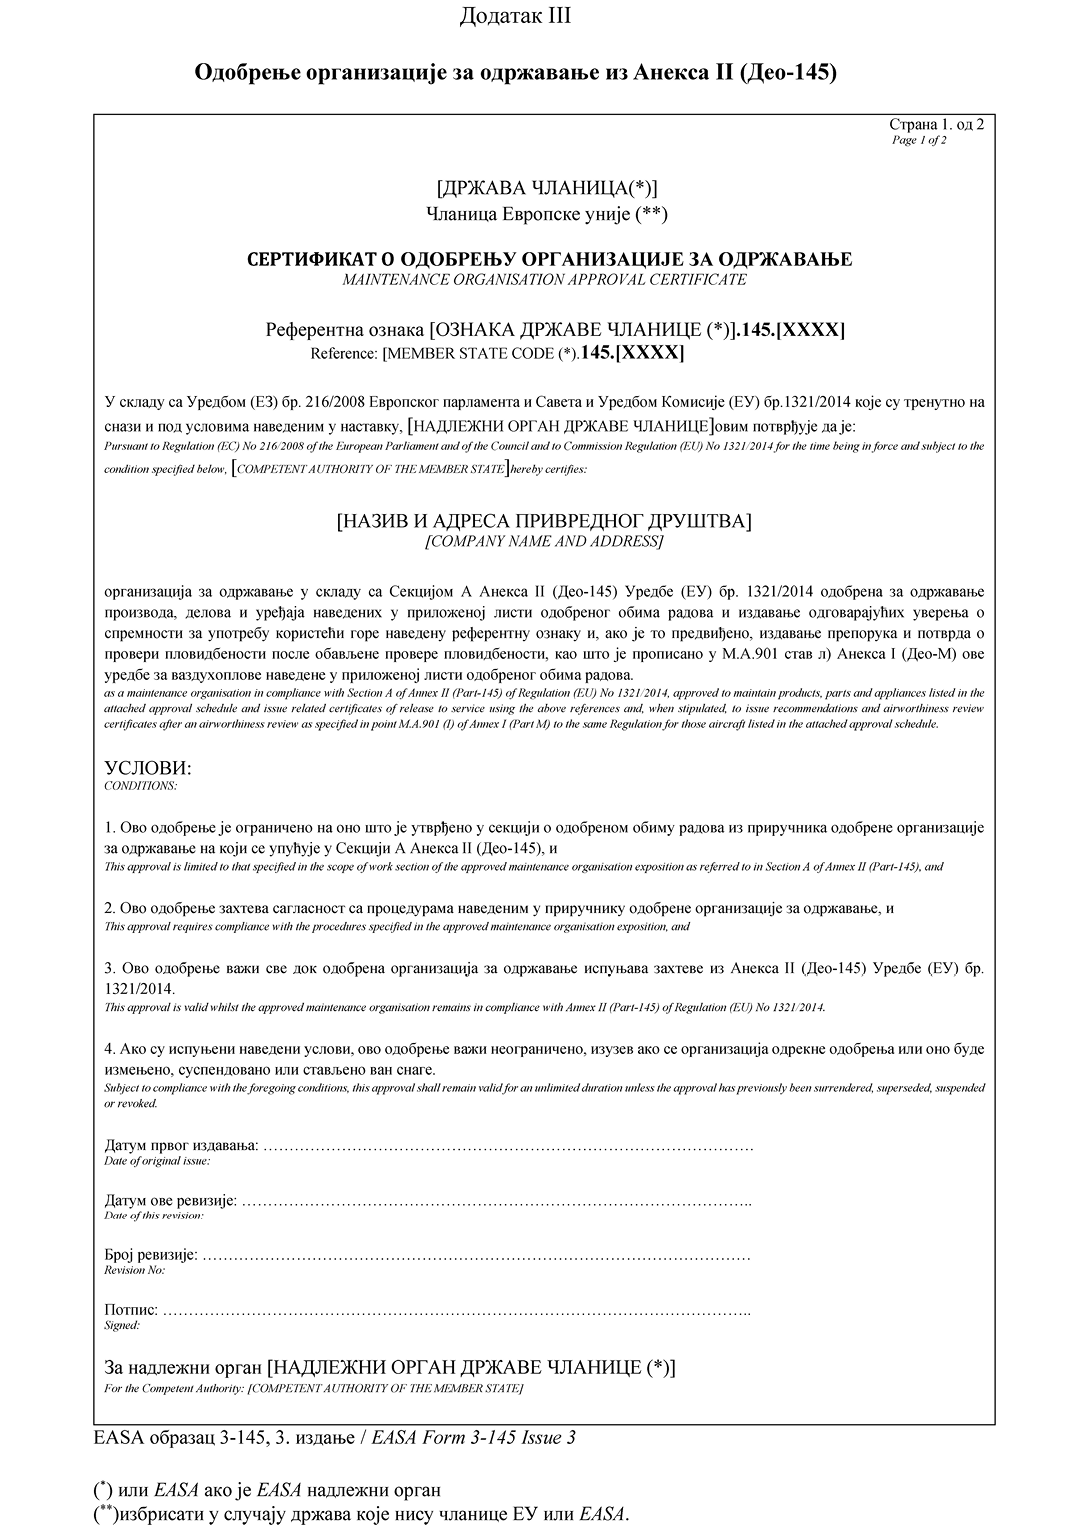 Додатак III
Одобрење организације за одржавање из Анекса II (Део-145)
Страна 1. од 2
Page 1 of 2
[ДРЖАВА ЧЛАНИЦА(*)]
Чланица Европске уније (**)
СЕРТИФИКАТ О ОДОБРЕЊУ ОРГАНИЗАЦИЈЕ ЗА ОДРЖАВАЊЕ
MAINTENANCE ORGANISATION APPROVAL CERTIFICATE
Референтна ознака [ОЗНАКА ДРЖАВЕ ЧЛАНИЦЕ (*)].145.[XXXX]
Reference: [MEMBER STATE CODE (*).145.[XXXX]
У складу са Уредбом (ЕЗ) бр. 216/2008 Европског парламента и Савета и Уредбом Комисије (ЕУ) бр.1321/2014 које су тренутно на
снази и под условима наведеним у наставку, [НАДЛЕЖНИ ОРГАН ДРЖАВЕ ЧЛАНИЦЕ]овим потврђује да је:
Pursuant to Regulation (EC) No 216/2008 of the European Parliament and of the Council and to Commission Regulation (EU) No 1321/2014 for the time being in force and subject to the
condition specified below, [COMPETENT AUTHORITY OF THE MEMBER STATE]hereby certifies:
[НАЗИВ И АДРЕСА ПРИВРЕДНОГ ДРУШТВА]
[COMPANY NAME AND ADDRESS]
организација за одржавање у складу са Секцијом А Анекса II (Део-145) Уредбе (ЕУ) бр. 1321/2014 одобрена за одржавање
производа, делова и уређаја наведених у приложеној листи одобреног обима радова и издавање одговарајућих уверења о
спремности за употребу користећи горе наведену референтну ознаку и, ако је то предвиђено, издавање препорука и потврда о
провери пловидбености после обављене провере пловидбености, као што је прописано у М.А.901 став л) Анекса I (Део-М) ове
уредбе за ваздухоплове наведене у приложеној листи одобреног обима радова.
as a maintenance organisation in compliance with Section A of Annex II (Part-145) of Regulation (EU) No 1321/2014, approved to maintain products, parts and appliances listed in the
attached approval schedule and issue related certificates of release to service using the above references and, when stipulated, to issue recommendations and airworthiness review
certificates after an airworthiness review as specified in point M.A.901 (I) of Annex I (Part M) to the same Regulation for those aircraft listed in the attached approval schedule.
УСЛОВИ:
CONDITIONS:
1. Ово одобрење је ограничено на оно што је утврђено у секцији о одобреном обиму радова из приручника одобрене организације
за одржавање на који се упућује у Секцији А Анекса II (Део-145), и
This approval is limited to that specified in the scope of work section of the approved maintenance organisation exposition as referred to in Section A of Annex II (Part-145), and
2. Ово одобрење захтева сагласност са процедурама наведеним у приручнику одобрене организације за одржавање, и
This approval requires compliance with the procedures specified in the approved maintenance organisation exposition, and
3. Ово одобрење важи све док одобрена организација за одржавање испуњава захтеве из Анекса II (Део-145) Уредбе (ЕУ) бр.
1321/2014.
This approval is valid whilst the approved maintenance organisation remains in compliance with Annex II (Part-145) of Regulation (EU) No 1321/2014.
4. Ако су испуњени наведени услови, ово одобрење важи неограничено, изузев ако се организација одрекне одобрења или оно буде
измењено, суспендовано или стављено ван снаге.
Subject to compliance with the foregoing conditions, this approval shall remain valid for an unlimited duration unless the approval has previously been surrendered, superseded, suspended
or revoked.
Датум првог издавања: …………………………………………………………………………………
Date of original issue:
Датум ове ревизије: ……………………………………………………………………………………..
Date of this revision:
Број ревизије: ……………………………………………………………………………………………
Revision No:
Потпис: …………………………………………………………………………………………………..
Signed:
За надлежни орган [НАДЛЕЖНИ ОРГАН ДРЖАВЕ ЧЛАНИЦЕ (*)]
For the Competent Authority: [COMPETENT AUTHORITY OF THE MEMBER STATE]
EASA образац 3-145, 3. издање / EASA Form 3-145 Issue 3
(*) или EASA ако је EASA надлежни орган
(**)избрисати у случају држава које нису чланице ЕУ или EASA.